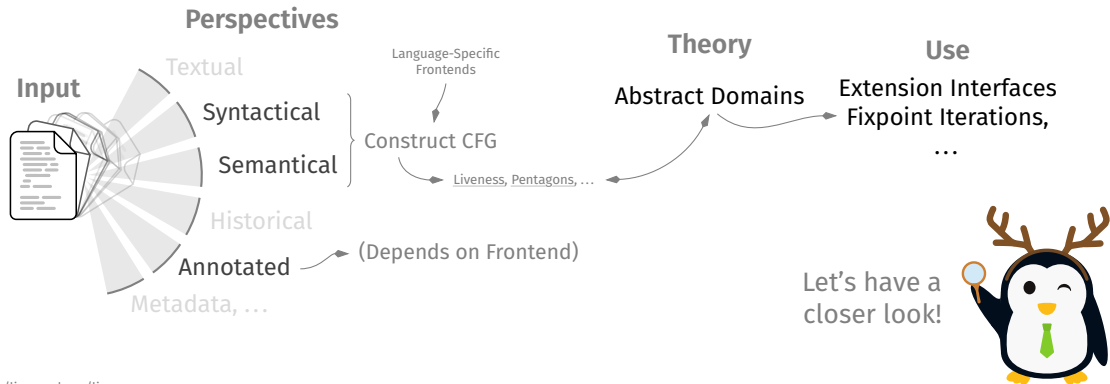 Perspectives
Input
Textual
Syntactical
Semantical
Historical
Annotated
Metadata, …
Language-Specific
Frontends
Construct CFG
Liveness, Pentagons, …
(Depends on Frontend)
Theory
Abstract Domains
Use
Extension Interfaces
Fixpoint Iterations,
…
Let's have a
closer look!